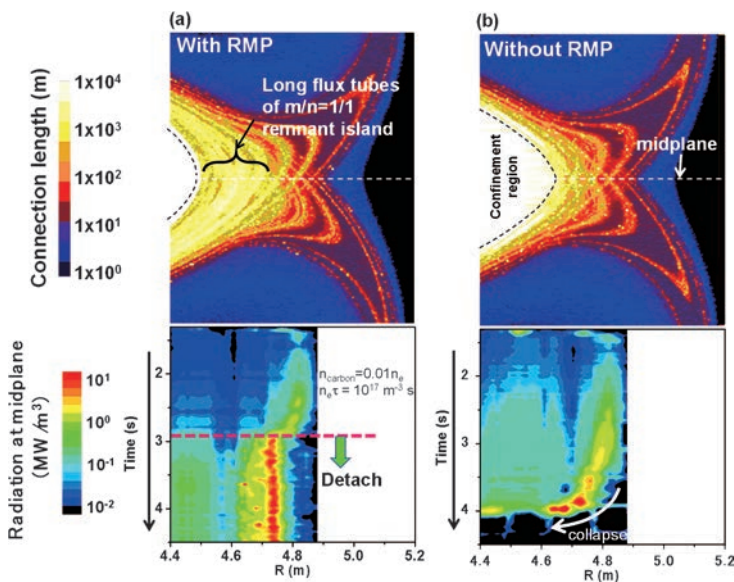 (a)
(b)
With RMP
Without RMP
Long flux tubes
of m/n=1/1
remnant island
Confinement
region
midplane
Connection length (m)
1x10⁴
1x10³
1x10²
1x10¹
1x10⁰
Radiation at midplane
(MW/m³)
10¹
10⁰
10⁻¹
10⁻²
Time (s)
2
3
4
n_carbon=0.01n_e
n_eτ = 10¹⁷ m⁻³ s
Detach
4.4 4.6 4.8 5.0 5.2
R (m)
Time (s)
2
3
4
collapse
4.4 4.6 4.8 5.0 5.2
R (m)